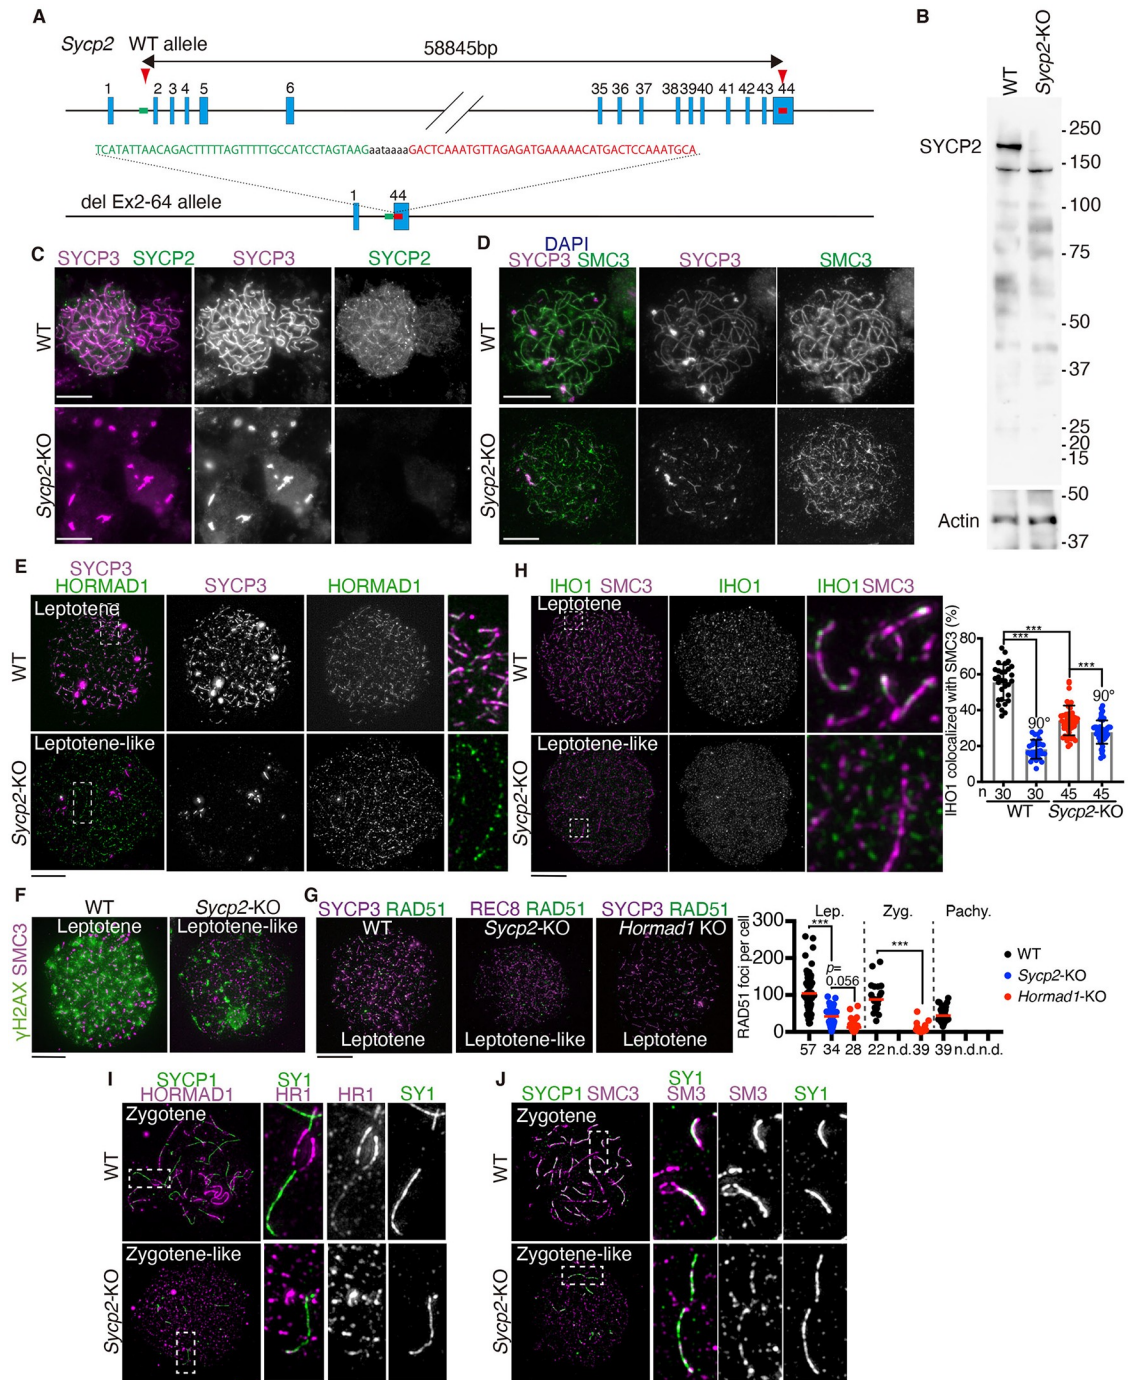 A
Sycp2 WT allele
58845bp
1 2 3 4 5 6 35 36 37 38 39 40 41 42 43 44
TCATATTAACAGACTTTTTAGTTTTTGCCATCCTAGTAAGaataaaaGACTCAAATGTTAGAGATGAAAAACATGACTCCAAATGCA
1 44
del Ex2-64 allele
B
WT
Sycp2-KO
SYCP2
250
150
100
75
50
37
25
20
15
Actin
50
37
C
SYCP3 SYCP2 SYCP3 SYCP2
WT
Sycp2-KO
D
DAPI
SYCP3 SMC3 SYCP3 SMC3
WT
Sycp2-KO
E
SYCP3
HORMAD1 SYCP3 HORMAD1
Leptotene
WT
Leptotene-like
Sycp2-KO
H
IHO1 SMC3 IHO1 IHO1 SMC3
Leptotene
WT
Leptotene-like
Sycp2-KO
IHO1 colocalized with SMC3 (%)
80
60
40
20
0
***
***
***
90°
90°
n 30 30 45 45
WT Sycp2-KO
F
WT Sycp2-KO
Leptotene Leptotene-like
γH2AX SMC3
G
SYCP3 RAD51 REC8 RAD51 SYCP3 RAD51
WT Sycp2-KO Hormad1 KO
Leptotene Leptotene-like Leptotene
RAD51 foci per cell
300
200
100
0
Lep. Zyg. Pachy.
***
p=
0.056
***
57 34 28 22 n.d. 39 39 n.d. n.d.
WT
Sycp2-KO
Hormad1-KO
I
SYCP1
HORMAD1
SY1
HR1 HR1 SY1
Zygotene
WT
Zygotene-like
Sycp2-KO
J
SYCP1 SMC3
SY1
SM3 SM3 SY1
Zygotene
WT
Zygotene-like
Sycp2-KO